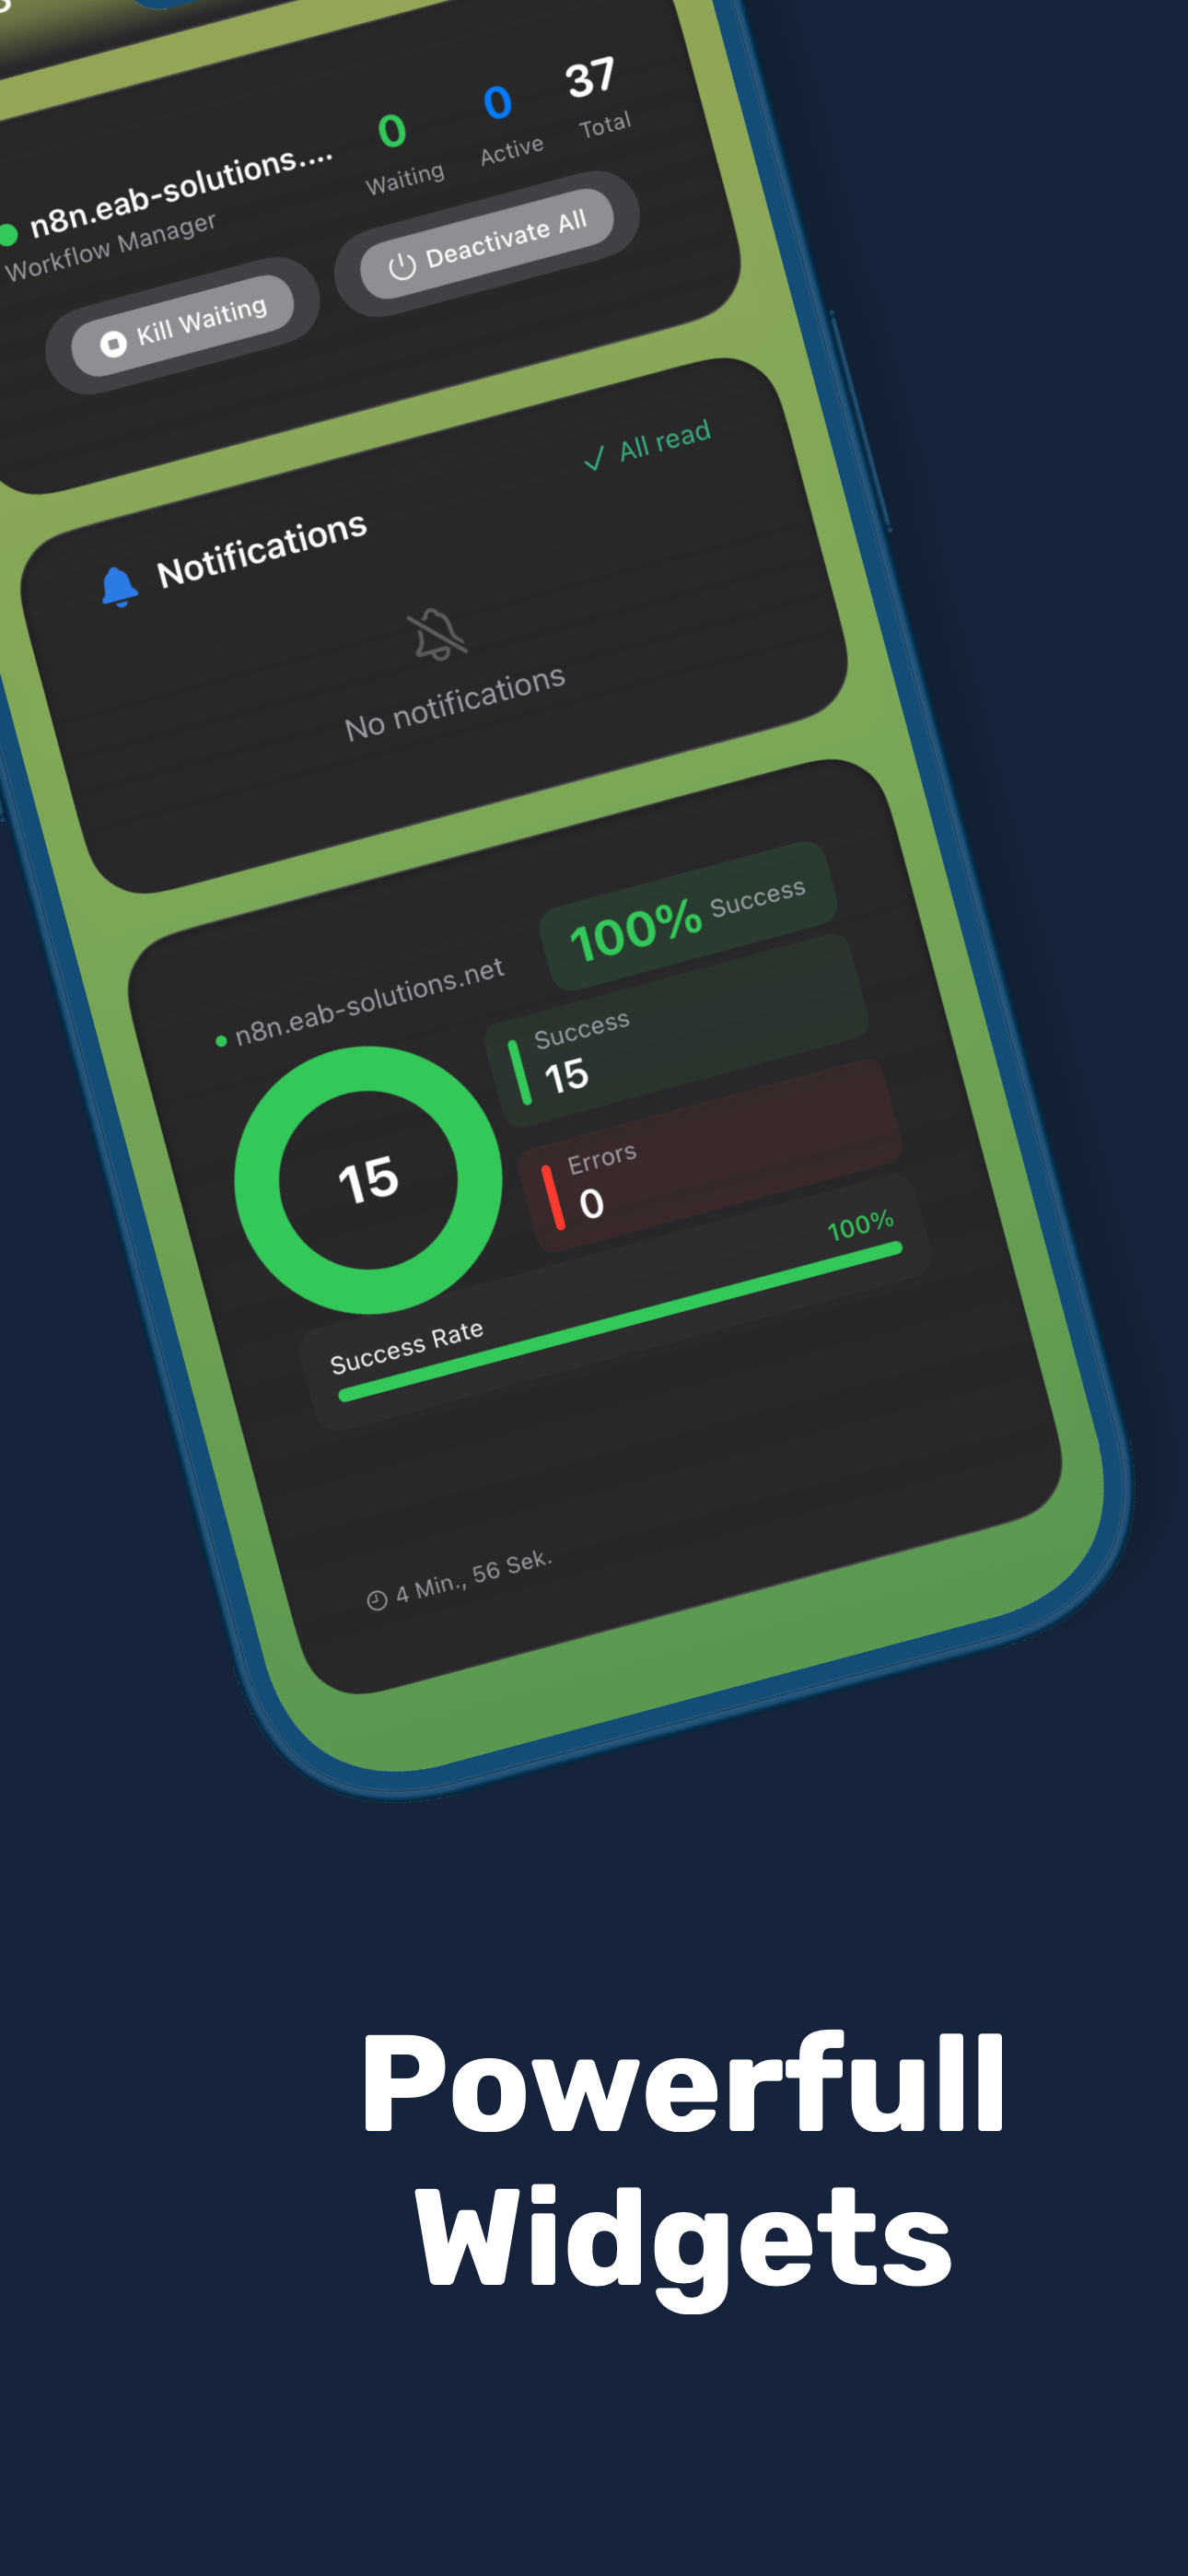 0 0 37
Waiting Active Total
n8n.eab-solutions....
Workflow Manager
Kill Waiting Deactivate All
All read
Notifications
No notifications
100% Success
n8n.eab-solutions.net
Success
15
15
Errors
0
100%
Success Rate
4 Min., 56 Sek.
Powerfull
Widgets